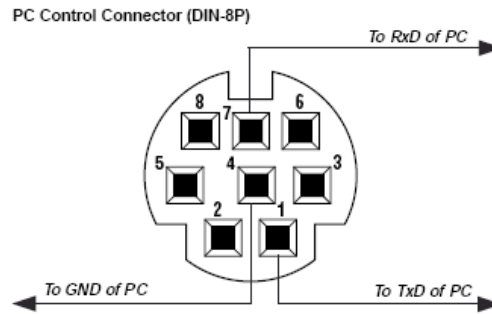 PC Control Connector (DIN-8P)
To RxD of PC
8 7 6
5 4 3
2 1
To GND of PC To TxD of PC